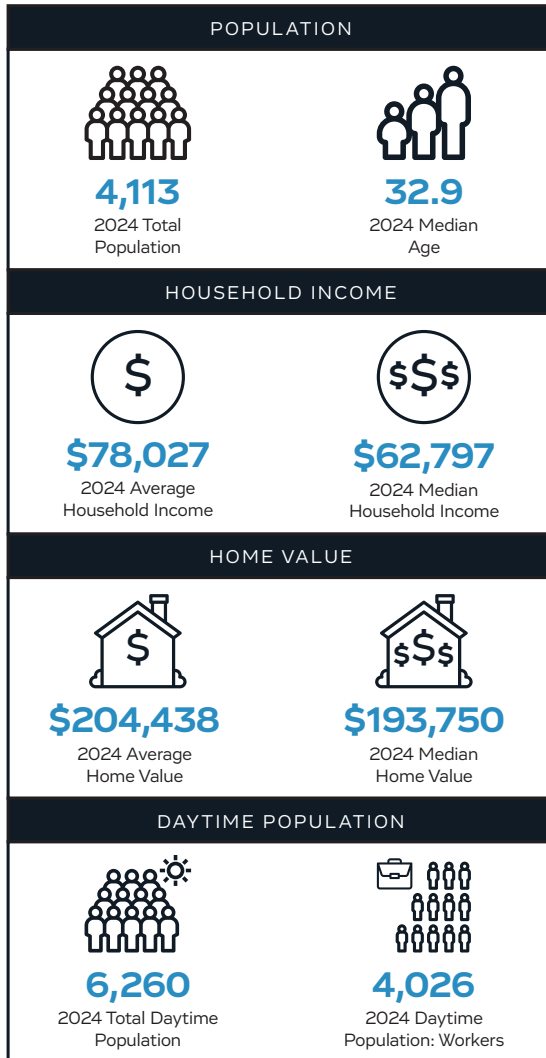 POPULATION
4,113
2024 Total
Population
32.9
2024 Median
Age
HOUSEHOLD INCOME
$
$78,027
2024 Average
Household Income
$$$
$62,797
2024 Median
Household Income
HOME VALUE
$
$204,438
2024 Average
Home Value
$$$
$193,750
2024 Median
Home Value
DAYTIME POPULATION
6,260
2024 Total Daytime
Population
4,026
2024 Daytime
Population: Workers